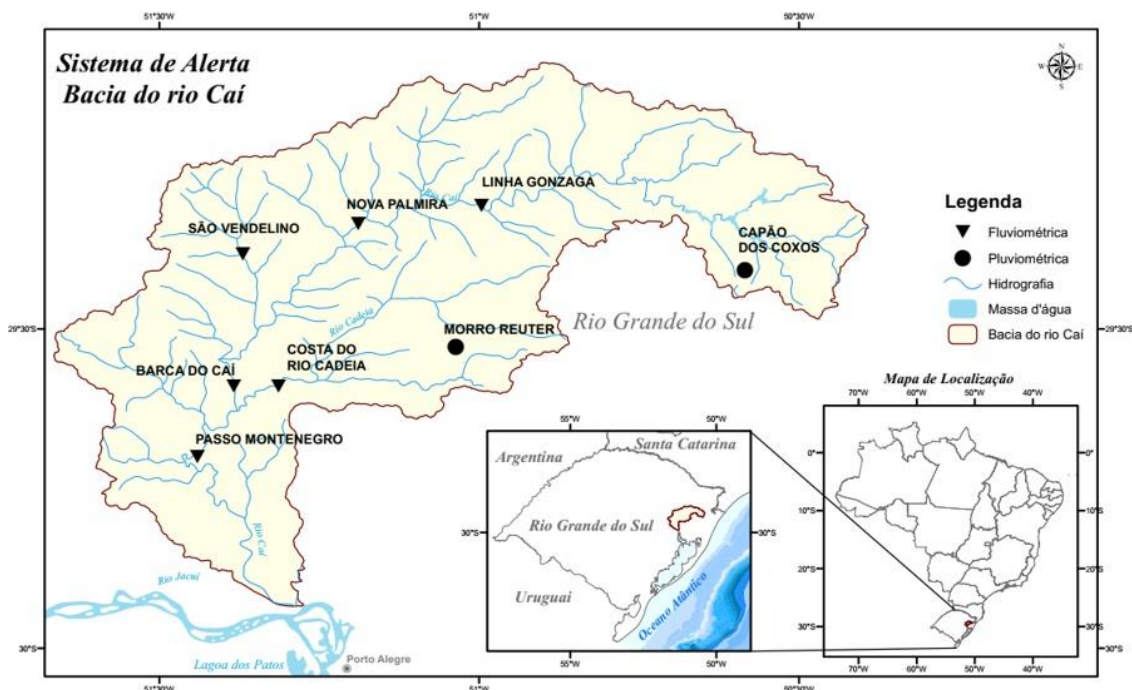 51°30'W
51°W
50°30'W
Sistema de Alerta
Bacia do rio Caí
N
W
E
S
LINHA GONZAGA
Rio Caí
NOVA PALMIRA
SÃO VENDELINO
CAPÃO
DOS COXOS
Legenda
Fluviométrica
Pluviométrica
Hidrografia
Massa d'água
Bacia do rio Caí
29°30'S
29°30'S
Rio Grande do Sul
Rio Cadeia
MORRO REUTER
COSTA DO
RIO CADEIA
BARCA DO CAÍ
PASSO MONTENEGRO
Rio Caí
Rio Jacuí
Lagoa dos Patos
Porto Alegre
30°S
51°30'W
51°W
50°30'W
55°W
50°W
Santa Catarina
Argentina
Rio Grande do Sul
30°S
30°S
Uruguai
Oceano Atlântico
55°W
50°W
Mapa de Localização
70°W
60°W
50°W
40°W
0°
0°
10°S
10°S
20°S
20°S
30°S
30°S
70°W
60°W
50°W
40°W